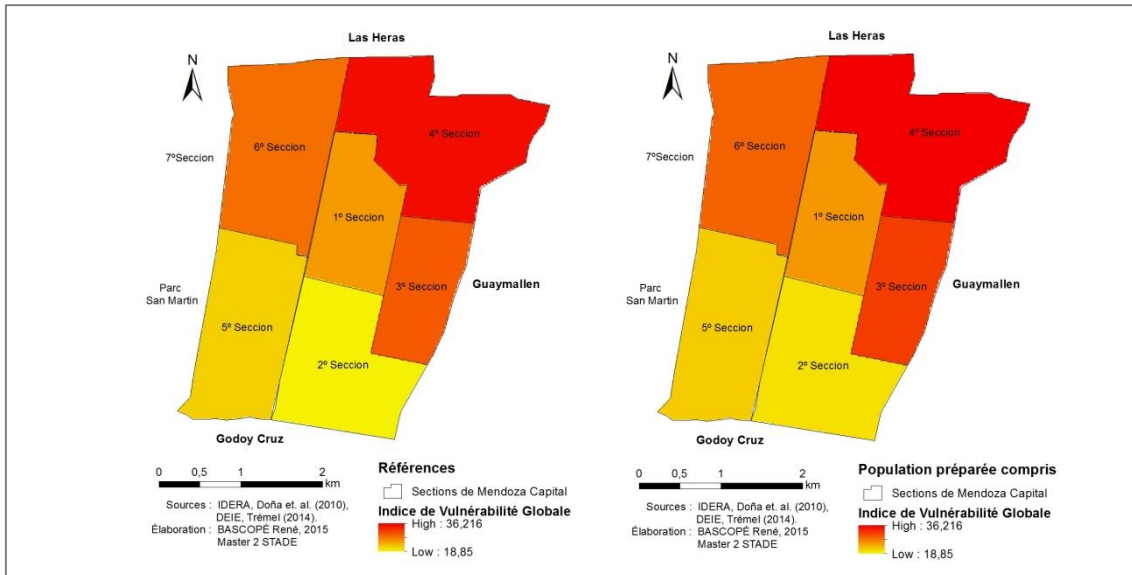 Las Heras
N
4º Seccion
6º Seccion
7ºSeccion
1º Seccion
Parc
San Martin
3º Seccion
Guaymallen
5º Seccion
2º Seccion
Godoy Cruz
0 0,5 1 2
km
Sources : IDERA, Doña et. al. (2010),
DEIE, Trémel (2014).
Élaboration : BASCOPÉ René, 2015
Master 2 STADE
Références
Sections de Mendoza Capital
Indice de Vulnérabilité Globale
High : 36,216
Low : 18,85
Las Heras
N
4º Seccion
6º Seccion
7ºSeccion
1º Seccion
Parc
San Martin
3º Seccion
Guaymallen
5º Seccion
2º Seccion
Godoy Cruz
0 0,5 1 2
km
Sources : IDERA, Doña et. al. (2010),
DEIE, Trémel (2014).
Élaboration : BASCOPÉ René, 2015
Master 2 STADE
Population préparée compris
Sections de Mendoza Capital
Indice de Vulnérabilité Globale
High : 36,216
Low : 18,85